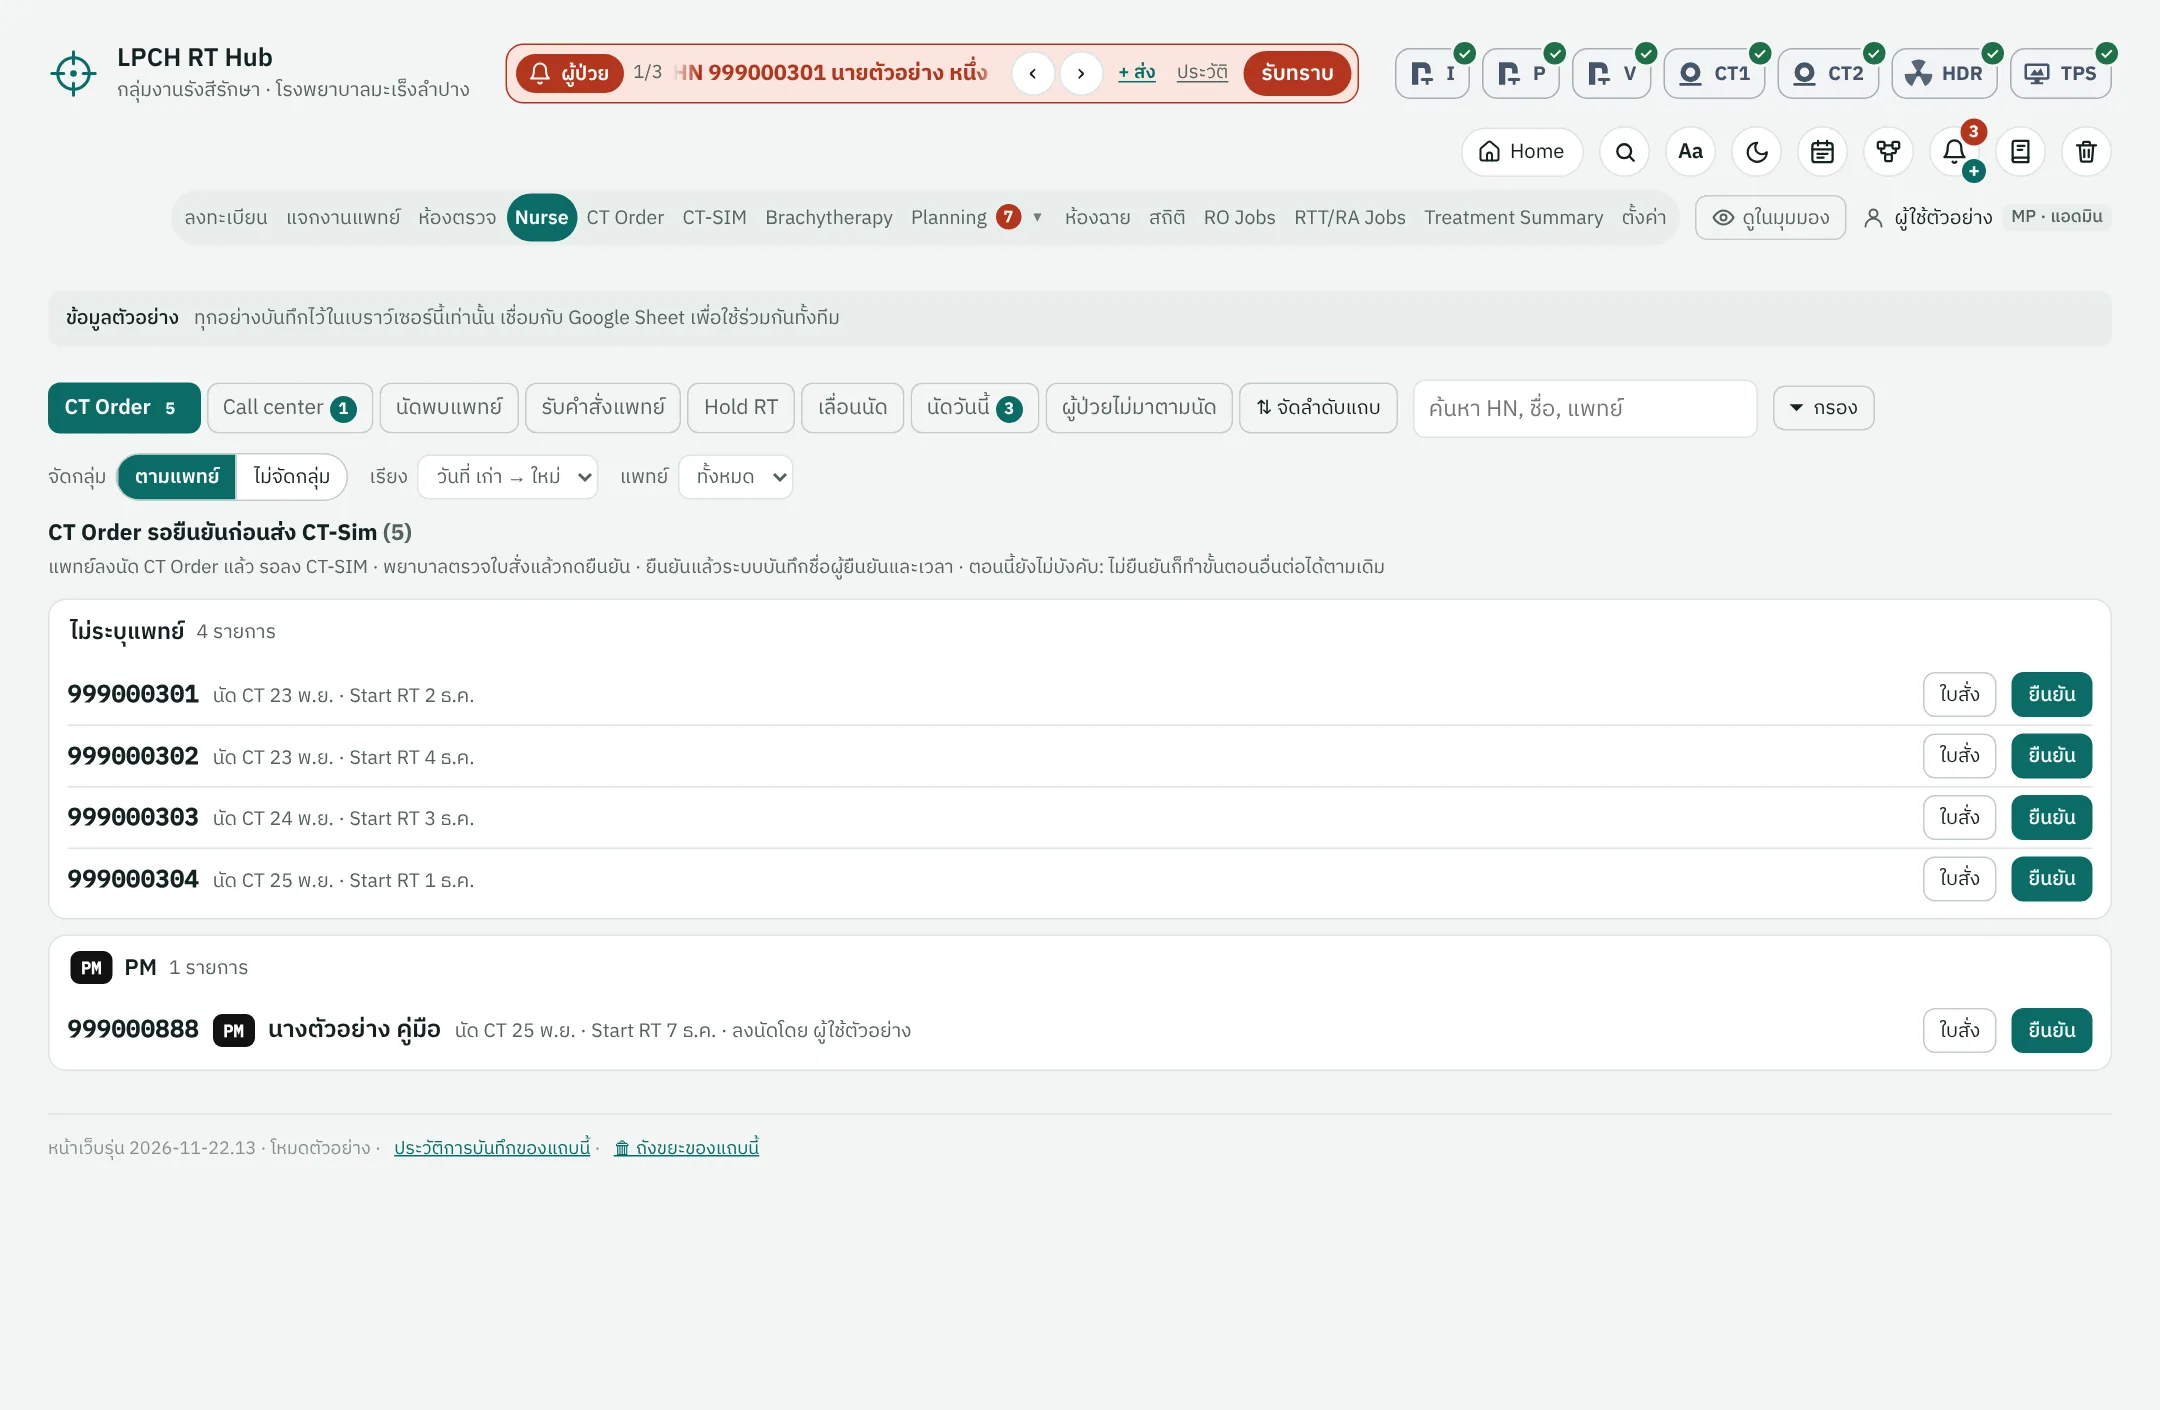 LPCH RT Hub
กลุ่มงานรังสีรักษา · โรงพยาบาลมะเร็งลำปาง
ผู้ป่วย 1/3 HN 999000301 นายตัวอย่าง หนึ่ง ‹ › + ส่ง ประวัติ รับทราบ
I P V CT1 CT2 HDR TPS
Home Aa 3 +
ลงทะเบียน แจกงานแพทย์ ห้องตรวจ Nurse CT Order CT-SIM Brachytherapy Planning 7 ▼ ห้องฉาย สถิติ RO Jobs RTT/RA Jobs Treatment Summary ตั้งค่า ดูในมุมมอง ผู้ใช้ตัวอย่าง MP · แอดมิน
ข้อมูลตัวอย่าง ทุกอย่างบันทึกไว้ในเบราว์เซอร์นี้เท่านั้น เชื่อมกับ Google Sheet เพื่อใช้ร่วมกันทั้งทีม
CT Order 5 Call center 1 นัดพบแพทย์ รับคำสั่งแพทย์ Hold RT เลื่อนนัด นัดวันนี้ 3 ผู้ป่วยไม่มาตามนัด ⇅ จัดลำดับแถบ ค้นหา HN, ชื่อ, แพทย์ กรอง
จัดกลุ่ม ตามแพทย์ ไม่จัดกลุ่ม เรียง วันที่ เก่า → ใหม่ แพทย์ ทั้งหมด
CT Order รอยืนยันก่อนส่ง CT-Sim (5)
แพทย์ลงนัด CT Order แล้ว รอลง CT-SIM · พยาบาลตรวจใบสั่งแล้วกดยืนยัน · ยืนยันแล้วระบบบันทึกชื่อผู้ยืนยันและเวลา · ตอนนี้ยังไม่บังคับ: ไม่ยืนยันก็ทำขั้นตอนอื่นต่อได้ตามเดิม
ไม่ระบุแพทย์ 4 รายการ
999000301 นัด CT 23 พ.ย. · Start RT 2 ธ.ค. ใบสั่ง ยืนยัน
999000302 นัด CT 23 พ.ย. · Start RT 4 ธ.ค. ใบสั่ง ยืนยัน
999000303 นัด CT 24 พ.ย. · Start RT 3 ธ.ค. ใบสั่ง ยืนยัน
999000304 นัด CT 25 พ.ย. · Start RT 1 ธ.ค. ใบสั่ง ยืนยัน
PM PM 1 รายการ
999000888 PM นางตัวอย่าง คู่มือ นัด CT 25 พ.ย. · Start RT 7 ธ.ค. · ลงนัดโดย ผู้ใช้ตัวอย่าง ใบสั่ง ยืนยัน
หน้าเว็บรุ่น 2026-11-22.13 · โหมดตัวอย่าง · ประวัติการบันทึกของแถบนี้ · ถังขยะของแถบนี้